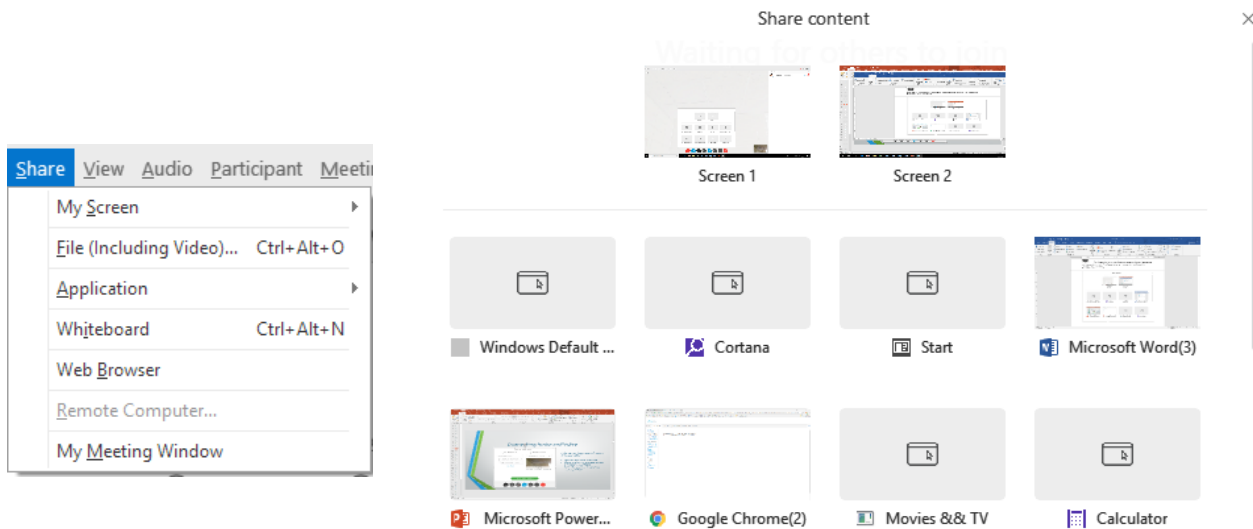 Share View Audio Participant Meeti
My Screen
File (Including Video)... Ctrl+Alt+O
Application
Whiteboard Ctrl+Alt+N
Web Browser
Remote Computer...
My Meeting Window
Share content
Waiting for others to join
Screen 1 Screen 2
Windows Default ... Cortana Start Microsoft Word(3)
Microsoft Power... Google Chrome(2) Movies && TV Calculator